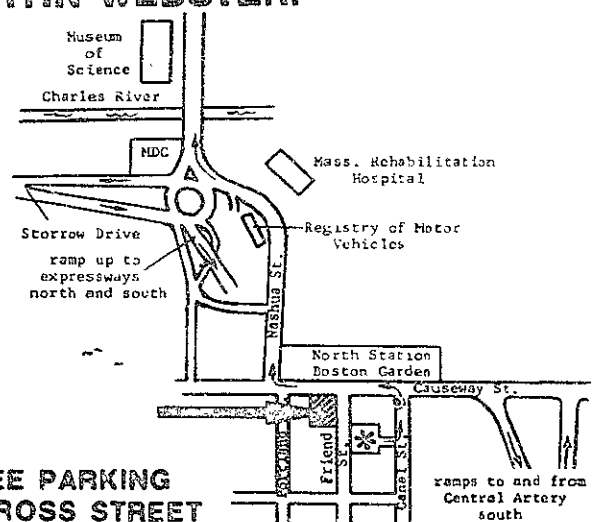 Museum
of
Science
Charles River
MDC
Mass. Rehabilitation
Hospital
Storrow Drive
Registry of Motor
Vehicles
ramp up to
expressways
north and south
Nashua St.
North Station
Boston Garden
Causeway St.
Friend
St.
Canal St.
ramps to and from
Central Artery
south
EE PARKING
ROSS STREET